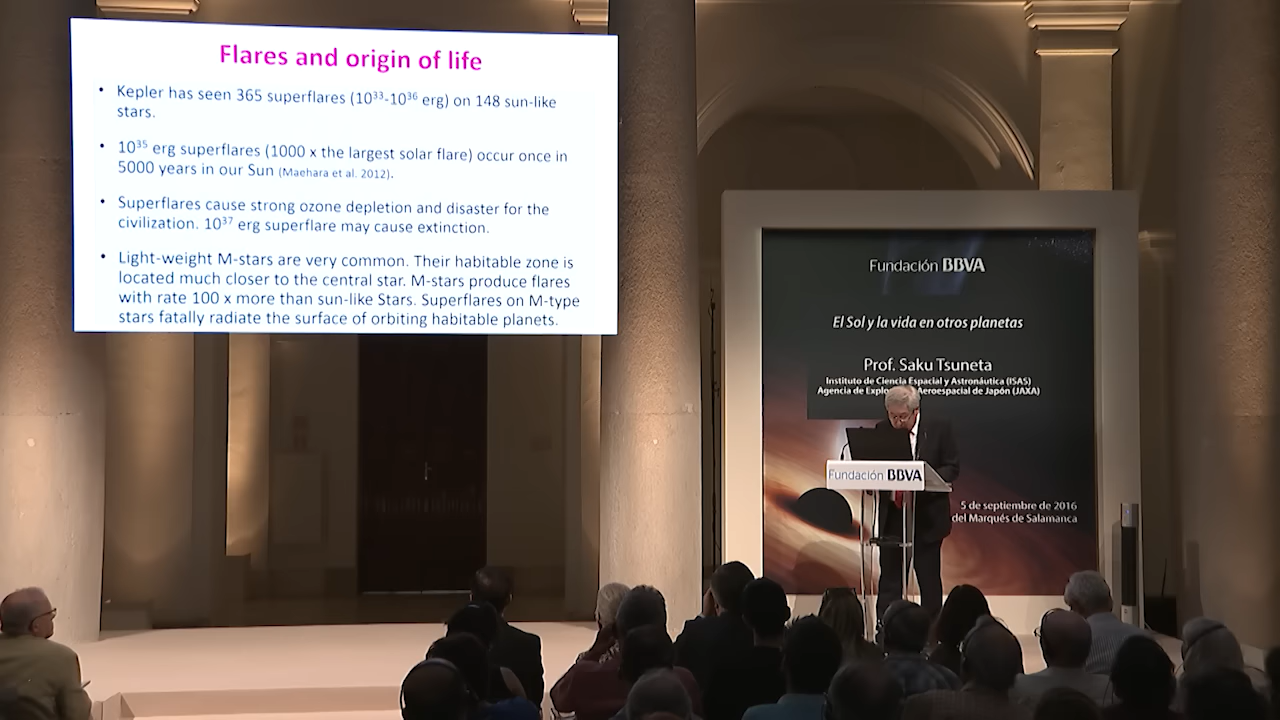 Flares and origin of life
• Kepler has seen 365 superflares (10³³-10³⁶ erg) on 148 sun-like
stars.
• 10³⁵ erg superflares (1000 x the largest solar flare) occur once in
5000 years in our Sun (Maehara et al. 2012).
• Superflares cause strong ozone depletion and disaster for the
civilization. 10³⁷ erg superflare may cause extinction.
• Light-weight M-stars are very common. Their habitable zone is
located much closer to the central star. M-stars produce flares
with rate 100 x more than sun-like Stars. Superflares on M-type
stars fatally radiate the surface of orbiting habitable planets.
Fundación BBVA
El Sol y la vida en otros planetas
Prof. Saku Tsuneta
Instituto de Ciencia Espacial y Astronáutica (ISAS)
Agencia de Aeroespacial de Japón (JAXA)
Fundación BBVA
5 de septiembre de 2016
del Marqués de Salamanca